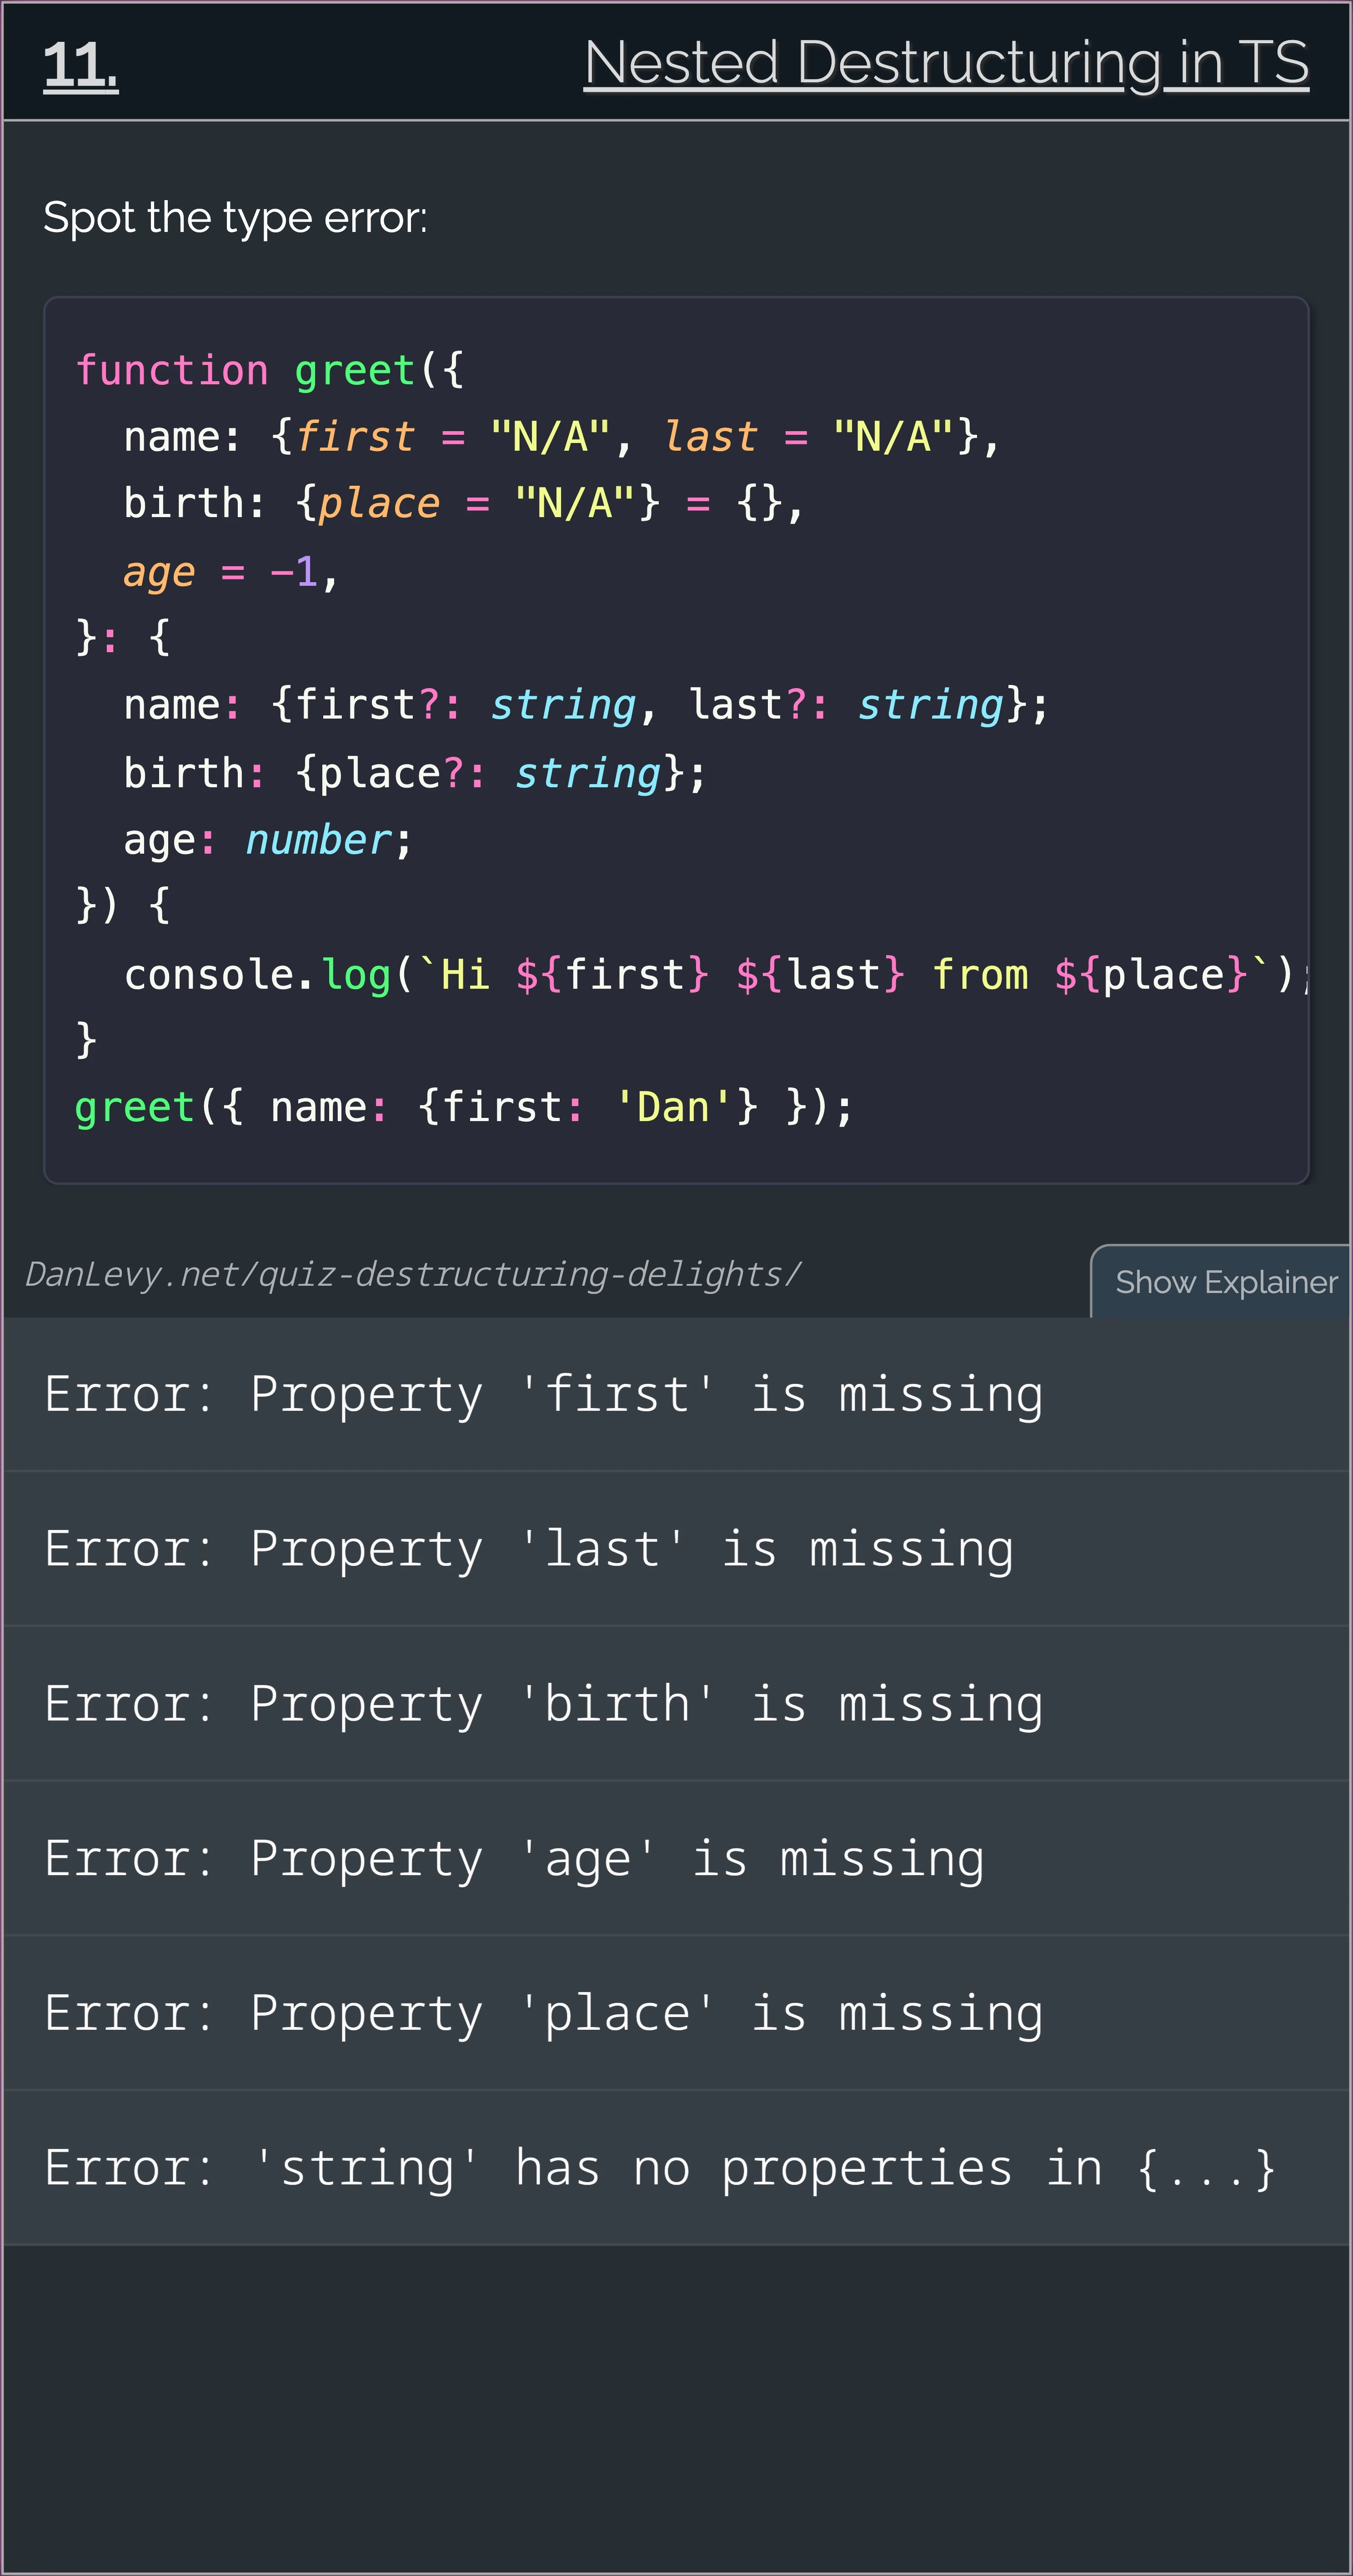 11.
Nested Destructuring in TS
Spot the type error:
function greet({
  name: {first = "N/A", last = "N/A"},
  birth: {place = "N/A"} = {},
  age = -1,
}: {
  name: {first?: string, last?: string};
  birth: {place?: string};
  age: number;
}) {
  console.log(`Hi ${first} ${last} from ${place}`);
}
greet({ name: {first: 'Dan'} });
DanLevy.net/quiz-destructuring-delights/
Show Explainer
Error: Property 'first' is missing
Error: Property 'last' is missing
Error: Property 'birth' is missing
Error: Property 'age' is missing
Error: Property 'place' is missing
Error: 'string' has no properties in {...}